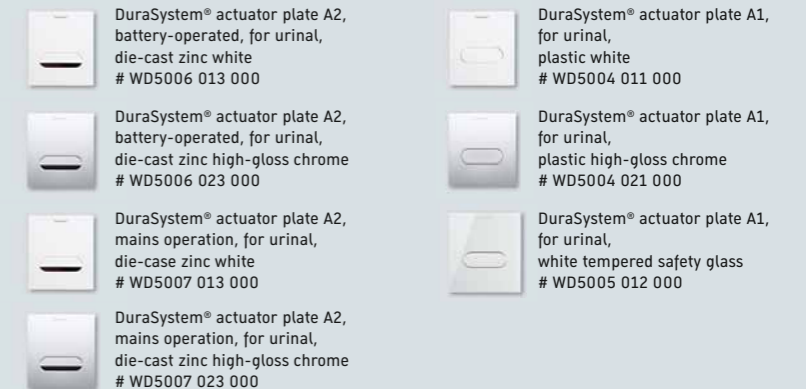 DuraSystem® actuator plate A2,
battery-operated, for urinal,
die-cast zinc white
# WD5006 013 000
DuraSystem® actuator plate A2,
battery-operated, for urinal,
die-cast zinc high-gloss chrome
# WD5006 023 000
DuraSystem® actuator plate A2,
mains operation, for urinal,
die-case zinc white
# WD5007 013 000
DuraSystem® actuator plate A2,
mains operation, for urinal,
die-cast zinc high-gloss chrome
# WD5007 023 000
DuraSystem® actuator plate A1,
for urinal,
plastic white
# WD5004 011 000
DuraSystem® actuator plate A1,
for urinal,
plastic high-gloss chrome
# WD5004 021 000
DuraSystem® actuator plate A1,
for urinal,
white tempered safety glass
# WD5005 012 000